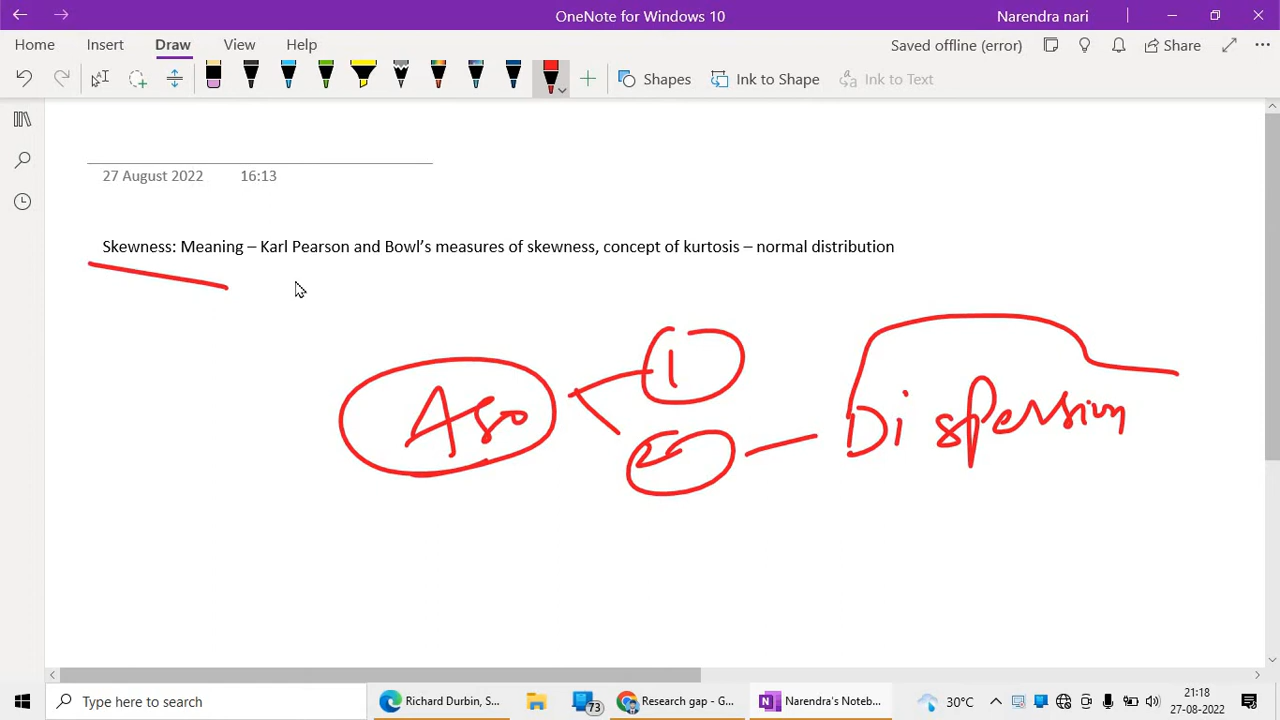 OneNote for Windows 10
Narendra nari
Home Insert Draw View Help
Saved offline (error)
Share
Shapes
Ink to Shape
Ink to Text
27 August 2022 16:13
Skewness: Meaning – Karl Pearson and Bowl's measures of skewness, concept of kurtosis – normal distribution
1
Aso
Dispersion
Type here to search
Richard Durbin, S...
73
Research gap - G...
Narendra's Noteb...
30°C
21:18
27-08-2022